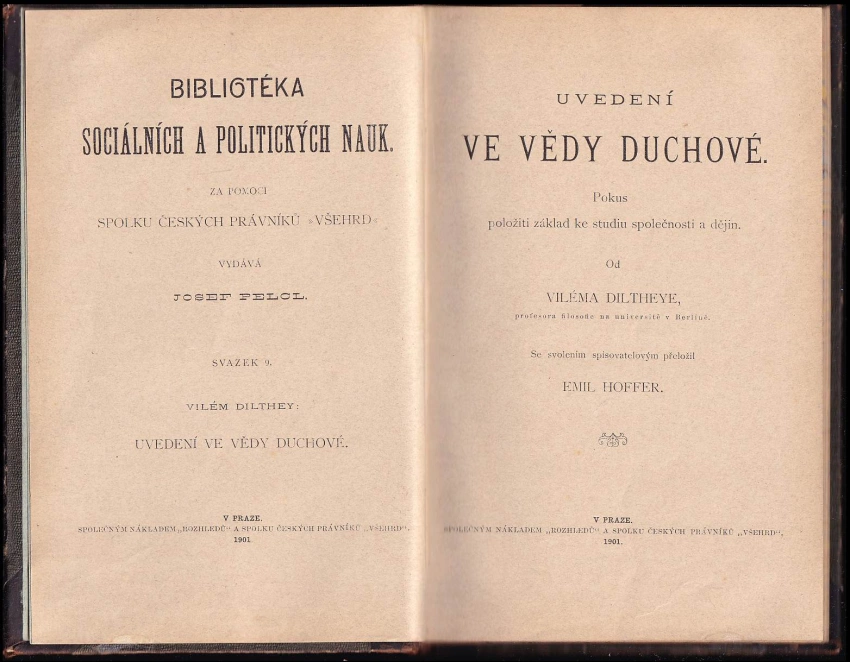 BIBLIOTÉKA
SOCIÁLNÍCH A POLITICKÝCH NAUK.
ZA POMOCI
SPOLKU ČESKÝCH PRÁVNÍKŮ »VŠEHRD«
VYDÁVÁ
JOSEF PELCL.
SVAZEK 9.
VILÉM DILTHEY:
UVEDENÍ VE VĚDY DUCHOVÉ.
V PRAZE.
SPOLEČNÝM NÁKLADEM „ROZHLEDŮ“ A SPOLKU ČESKÝCH PRÁVNÍKŮ „VŠEHRD“.
1901
UVEDENÍ
VE VĚDY DUCHOVÉ.
Pokus
položiti základ ke studiu společnosti a dějin.
Od
VILÉMA DILTHEYE,
profesora filosofie na universitě v Berlíně.
Se svolením spisovatelovým přeložil
EMIL HOFFER.
V PRAZE.
SPOLEČNÝM NÁKLADEM „ROZHLEDŮ“ A SPOLKU ČESKÝCH PRÁVNÍKŮ „VŠEHRD“.
1901.